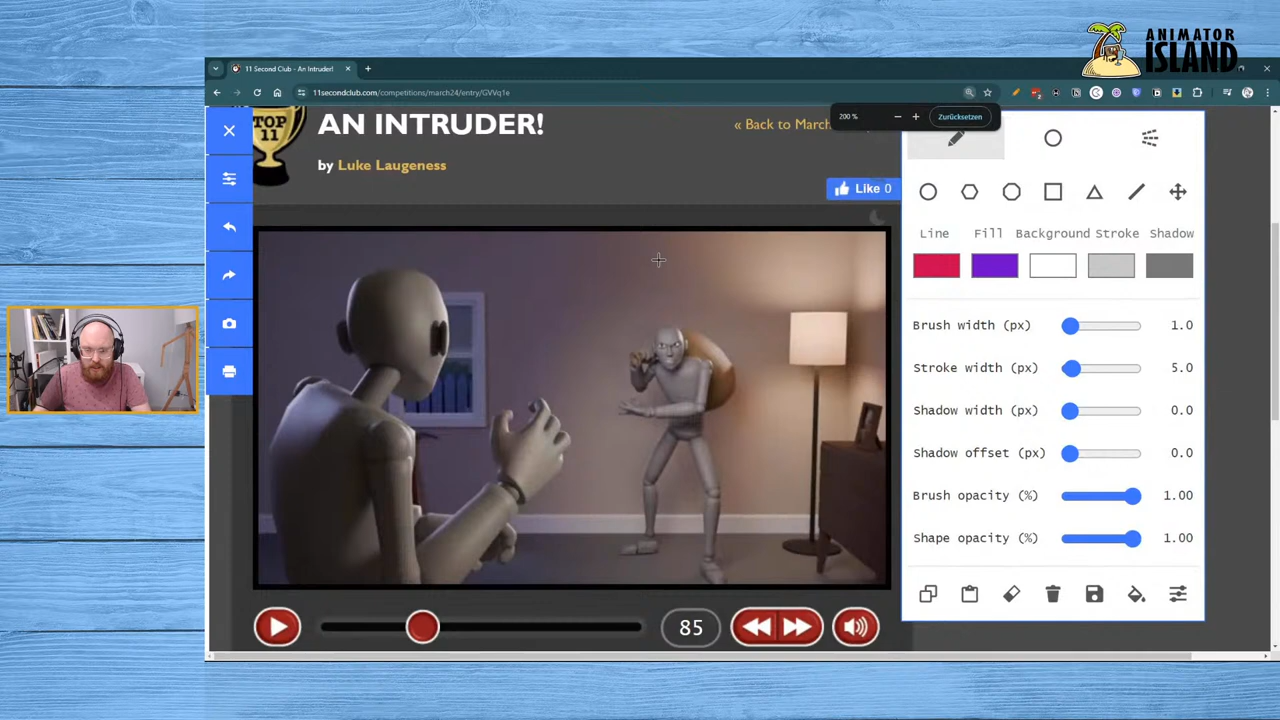 ANIMATOR
ISLAND
11 Second Club - An Intruder!
11secondclub.com/competitions/march24/entry/GVVq1e
200 %
Zurücksetzen
TOP
11
AN INTRUDER!
« Back to March
by Luke Laugeness
Like 0
Line
Fill
Background
Stroke
Shadow
Brush width (px)
1.0
Stroke width (px)
5.0
Shadow width (px)
0.0
Shadow offset (px)
0.0
Brush opacity (%)
1.00
Shape opacity (%)
1.00
85